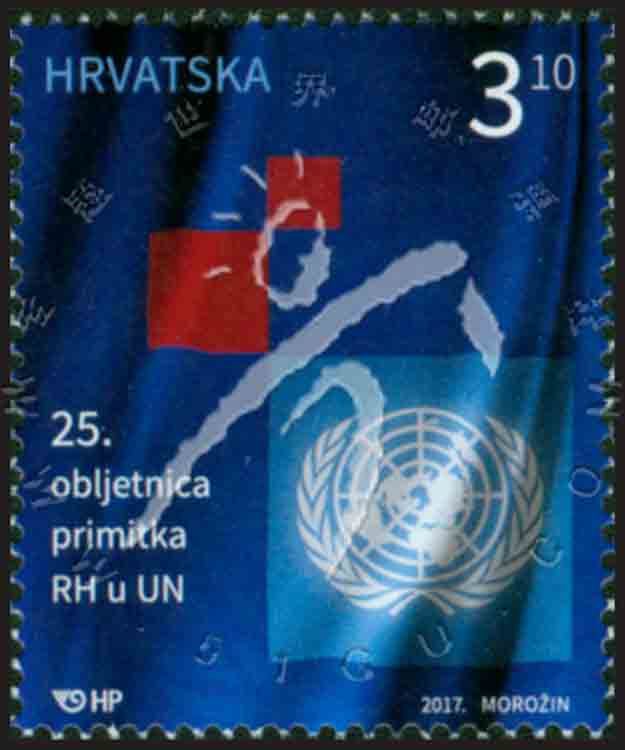 HRVATSKA
3 10
25.
obljetnica
primitka
RH u UN
HP
2017. MOROŽIN